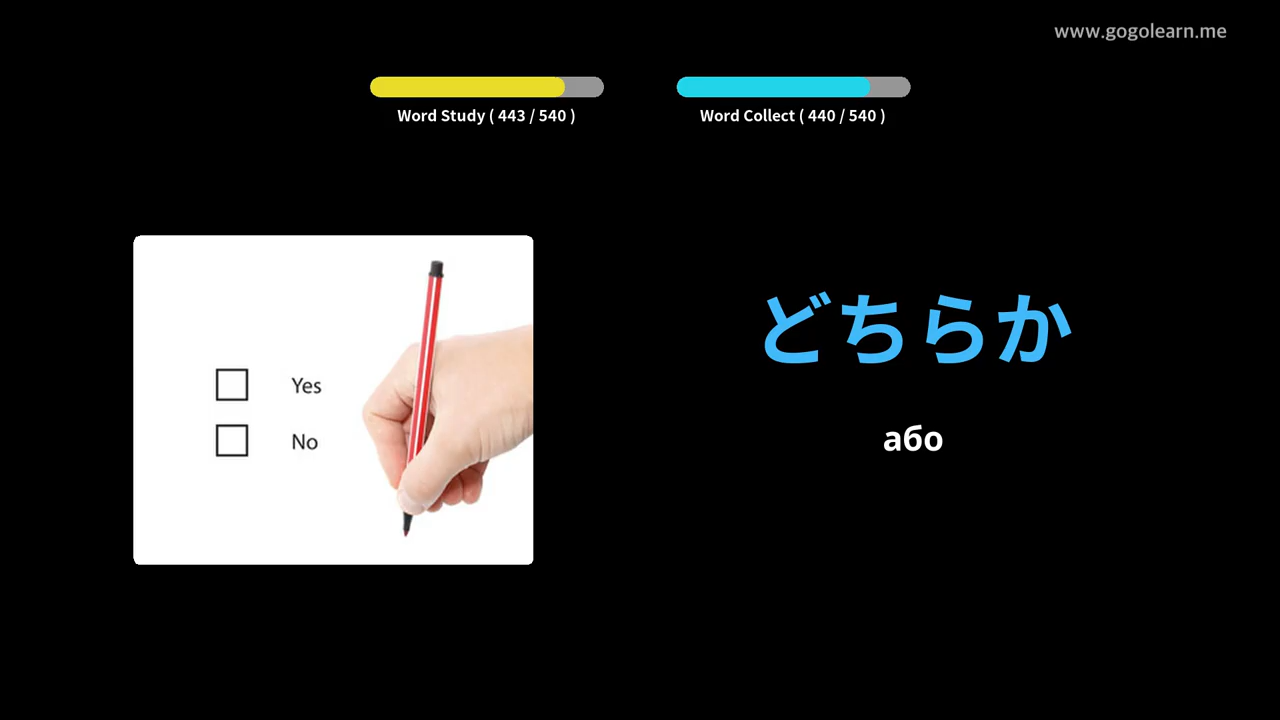 www.gogolearn.me
Word Study ( 443 / 540 )
Word Collect ( 440 / 540 )
Yes
No
どちらか
або